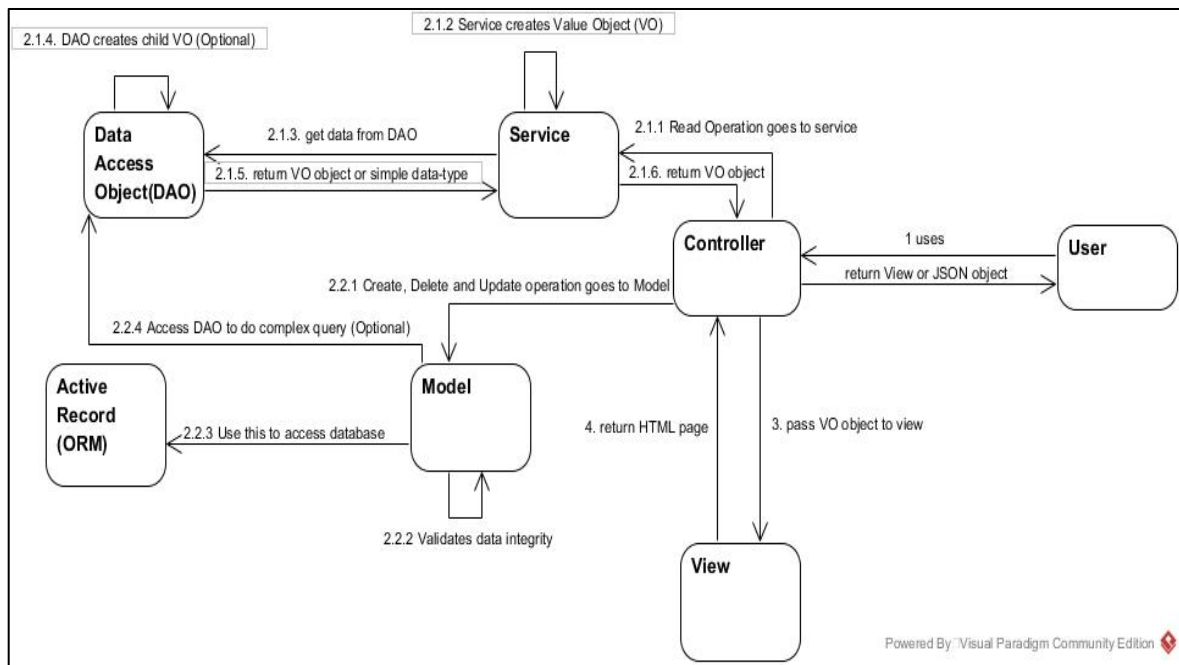 2.1.2 Service creates Value Object (VO)
2.1.4. DAO creates child VO (Optional)
Data
Access
Object(DAO)
2.1.3. get data from DAO
2.1.5. return VO object or simple data-type
Service
2.1.1 Read Operation goes to service
2.1.6. return VO object
Controller
1 uses
return View or JSON object
User
2.2.1 Create, Delete and Update operation goes to Model
2.2.4 Access DAO to do complex query (Optional)
Active
Record
(ORM)
2.2.3 Use this to access database
Model
2.2.2 Validates data integrity
4. return HTML page
3. pass VO object to view
View
Powered By Visual Paradigm Community Edition